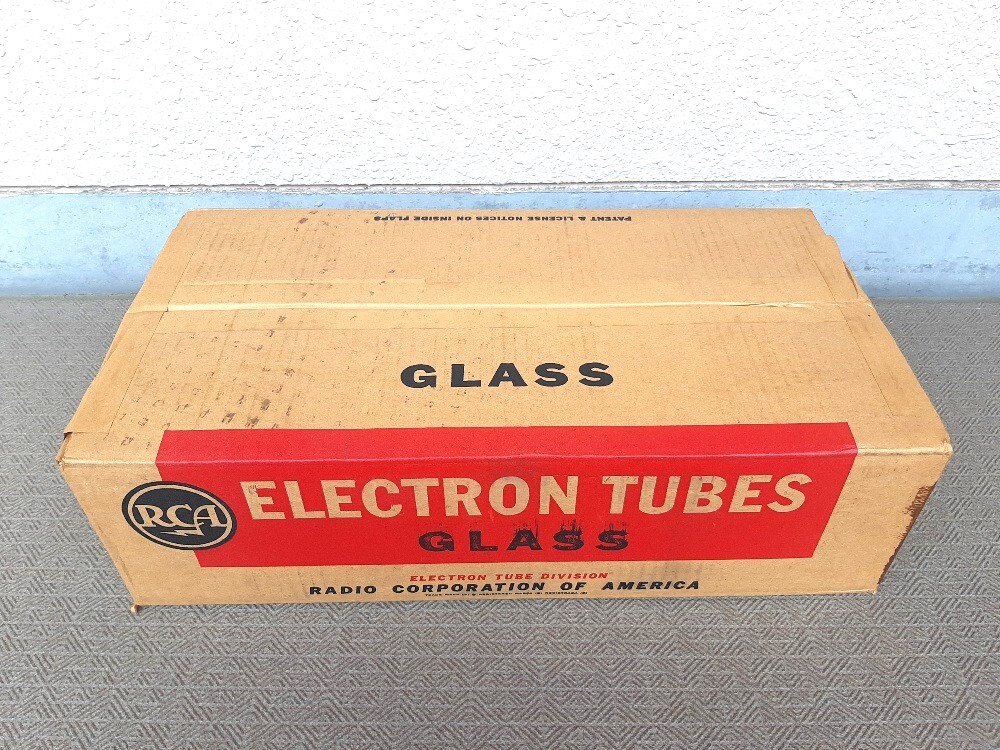 PATENT & LICENSE NOTICES ON INSIDE FLAPS
GLASS
RCA
ELECTRON TUBES
GLASS
ELECTRON TUBE DIVISION
RADIO CORPORATION OF AMERICA